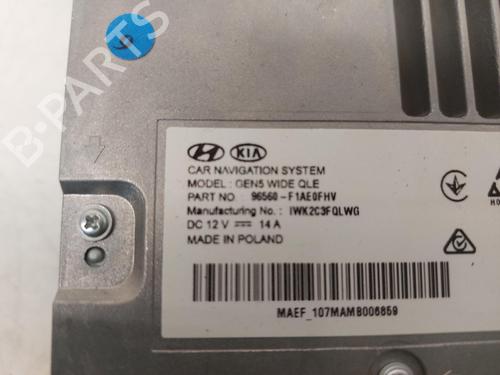 B-PARTS
KIA
CAR NAVIGATION SYSTEM
MODEL : GEN5 WIDE QLE
PART NO : 96560-F1AE0FHV
Manufacturing No. : IWK2C3FQLWG
DC 12 V ⎓ 14 A
MADE IN POLAND
MAEF_107MAMB006859